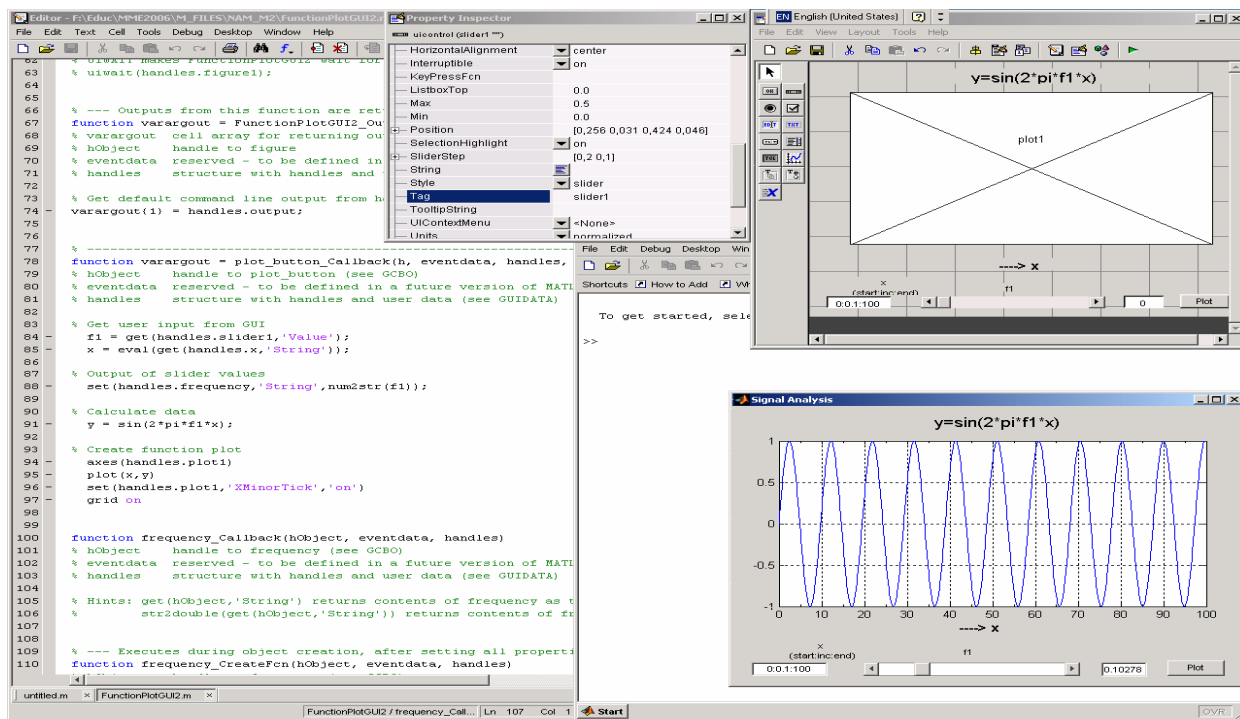 Editor - F:\Educ\MME2006\M_FILES\NAM_M2\FunctionPlotGUI2.m
File Edit Text Cell Tools Debug Desktop Window Help
63 % uiwait(handles.figure1);
64
65
66 % --- Outputs from this function are ret
67 function varargout = FunctionPlotGUI2_Ou
68 % varargout cell array for returning ou
69 % hObject handle to figure
70 % eventdata reserved - to be defined in
71 % handles structure with handles and
72
73 % Get default command line output from h
74 - varargout{1} = handles.output;
75
76
77 % --------------------------------------------------------
78 function varargout = plot_button_Callback(h, eventdata, handles,
79 % hObject handle to plot_button (see GCBO)
80 % eventdata reserved - to be defined in a future version of MATL
81 % handles structure with handles and user data (see GUIDATA)
82
83 % Get user input from GUI
84 - f1 = get(handles.slider1,'Value');
85 - x = eval(get(handles.x,'String'));
86
87 % Output of slider values
88 - set(handles.frequency,'String',num2str(f1));
89
90 % Calculate data
91 - y = sin(2*pi*f1*x);
92
93 % Create function plot
94 - axes(handles.plot1)
95 - plot(x,y)
96 - set(handles.plot1,'XMinorTick','on')
97 - grid on
98
99
100 function frequency_Callback(hObject, eventdata, handles)
101 % hObject handle to frequency (see GCBO)
102 % eventdata reserved - to be defined in a future version of MATL
103 % handles structure with handles and user data (see GUIDATA)
104
105 % Hints: get(hObject,'String') returns contents of frequency as t
106 % str2double(get(hObject,'String')) returns contents of fr
107
108
109 % --- Executes during object creation, after setting all properti
110 function frequency_CreateFcn(hObject, eventdata, handles)
untitled.m × FunctionPlotGUI2.m ×
FunctionPlotGUI2 / frequency_Call... Ln 107 Col 1
Property Inspector
uicontrol (slider1 "")
HorizontalAlignment center
Interruptible on
KeyPressFcn
ListboxTop 0.0
Max 0.5
Min 0.0
Position [0,256 0,031 0,424 0,046]
SelectionHighlight on
SliderStep [0,2 0,1]
String
Style slider
Tag slider1
TooltipString
UIContextMenu <None>
Units normalized
File Edit Debug Desktop Win
Shortcuts How to Add
To get started, sele
>>
Start
OVR
EN English (United States)
File Edit View Layout Tools Help
OK
EDIT TXT
TGL
y=sin(2*pi*f1*x)
plot1
----> x
x
(start:inc:end)
f1
0:0.1:100
0
Plot
Signal Analysis
y=sin(2*pi*f1*x)
1
0.5
0
-0.5
-1
0 10 20 30 40 50 60 70 80 90 100
----> x
x
(start:inc:end)
f1
0:0.1:100
0.10278
Plot